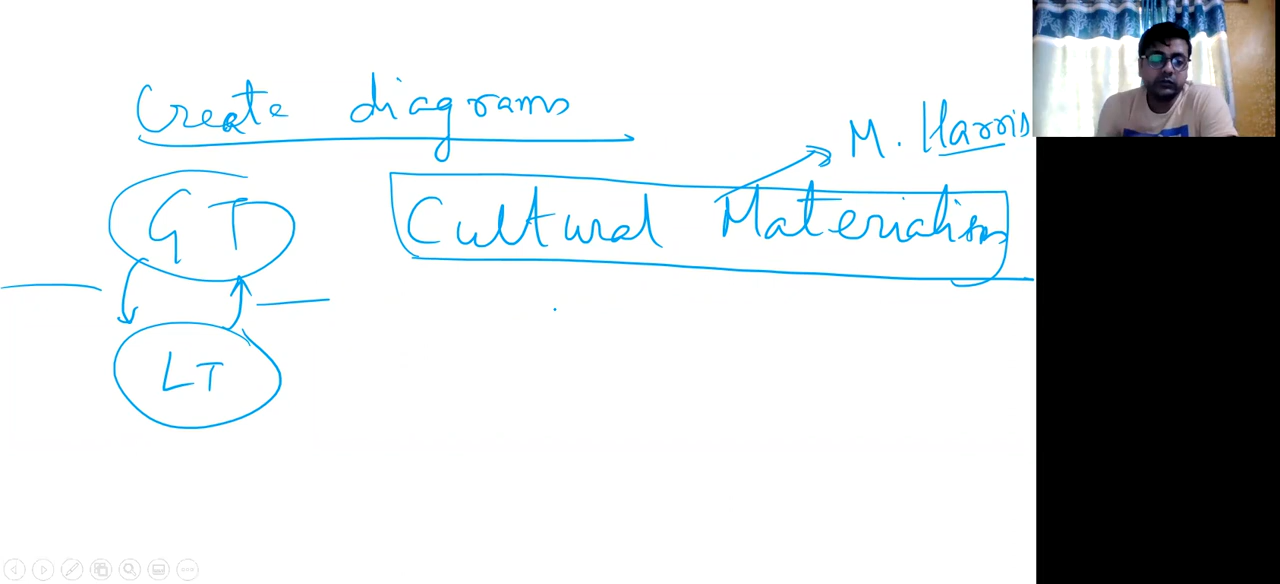 Create diagrams
M. Harris
GT
Cultural Materialism
LT